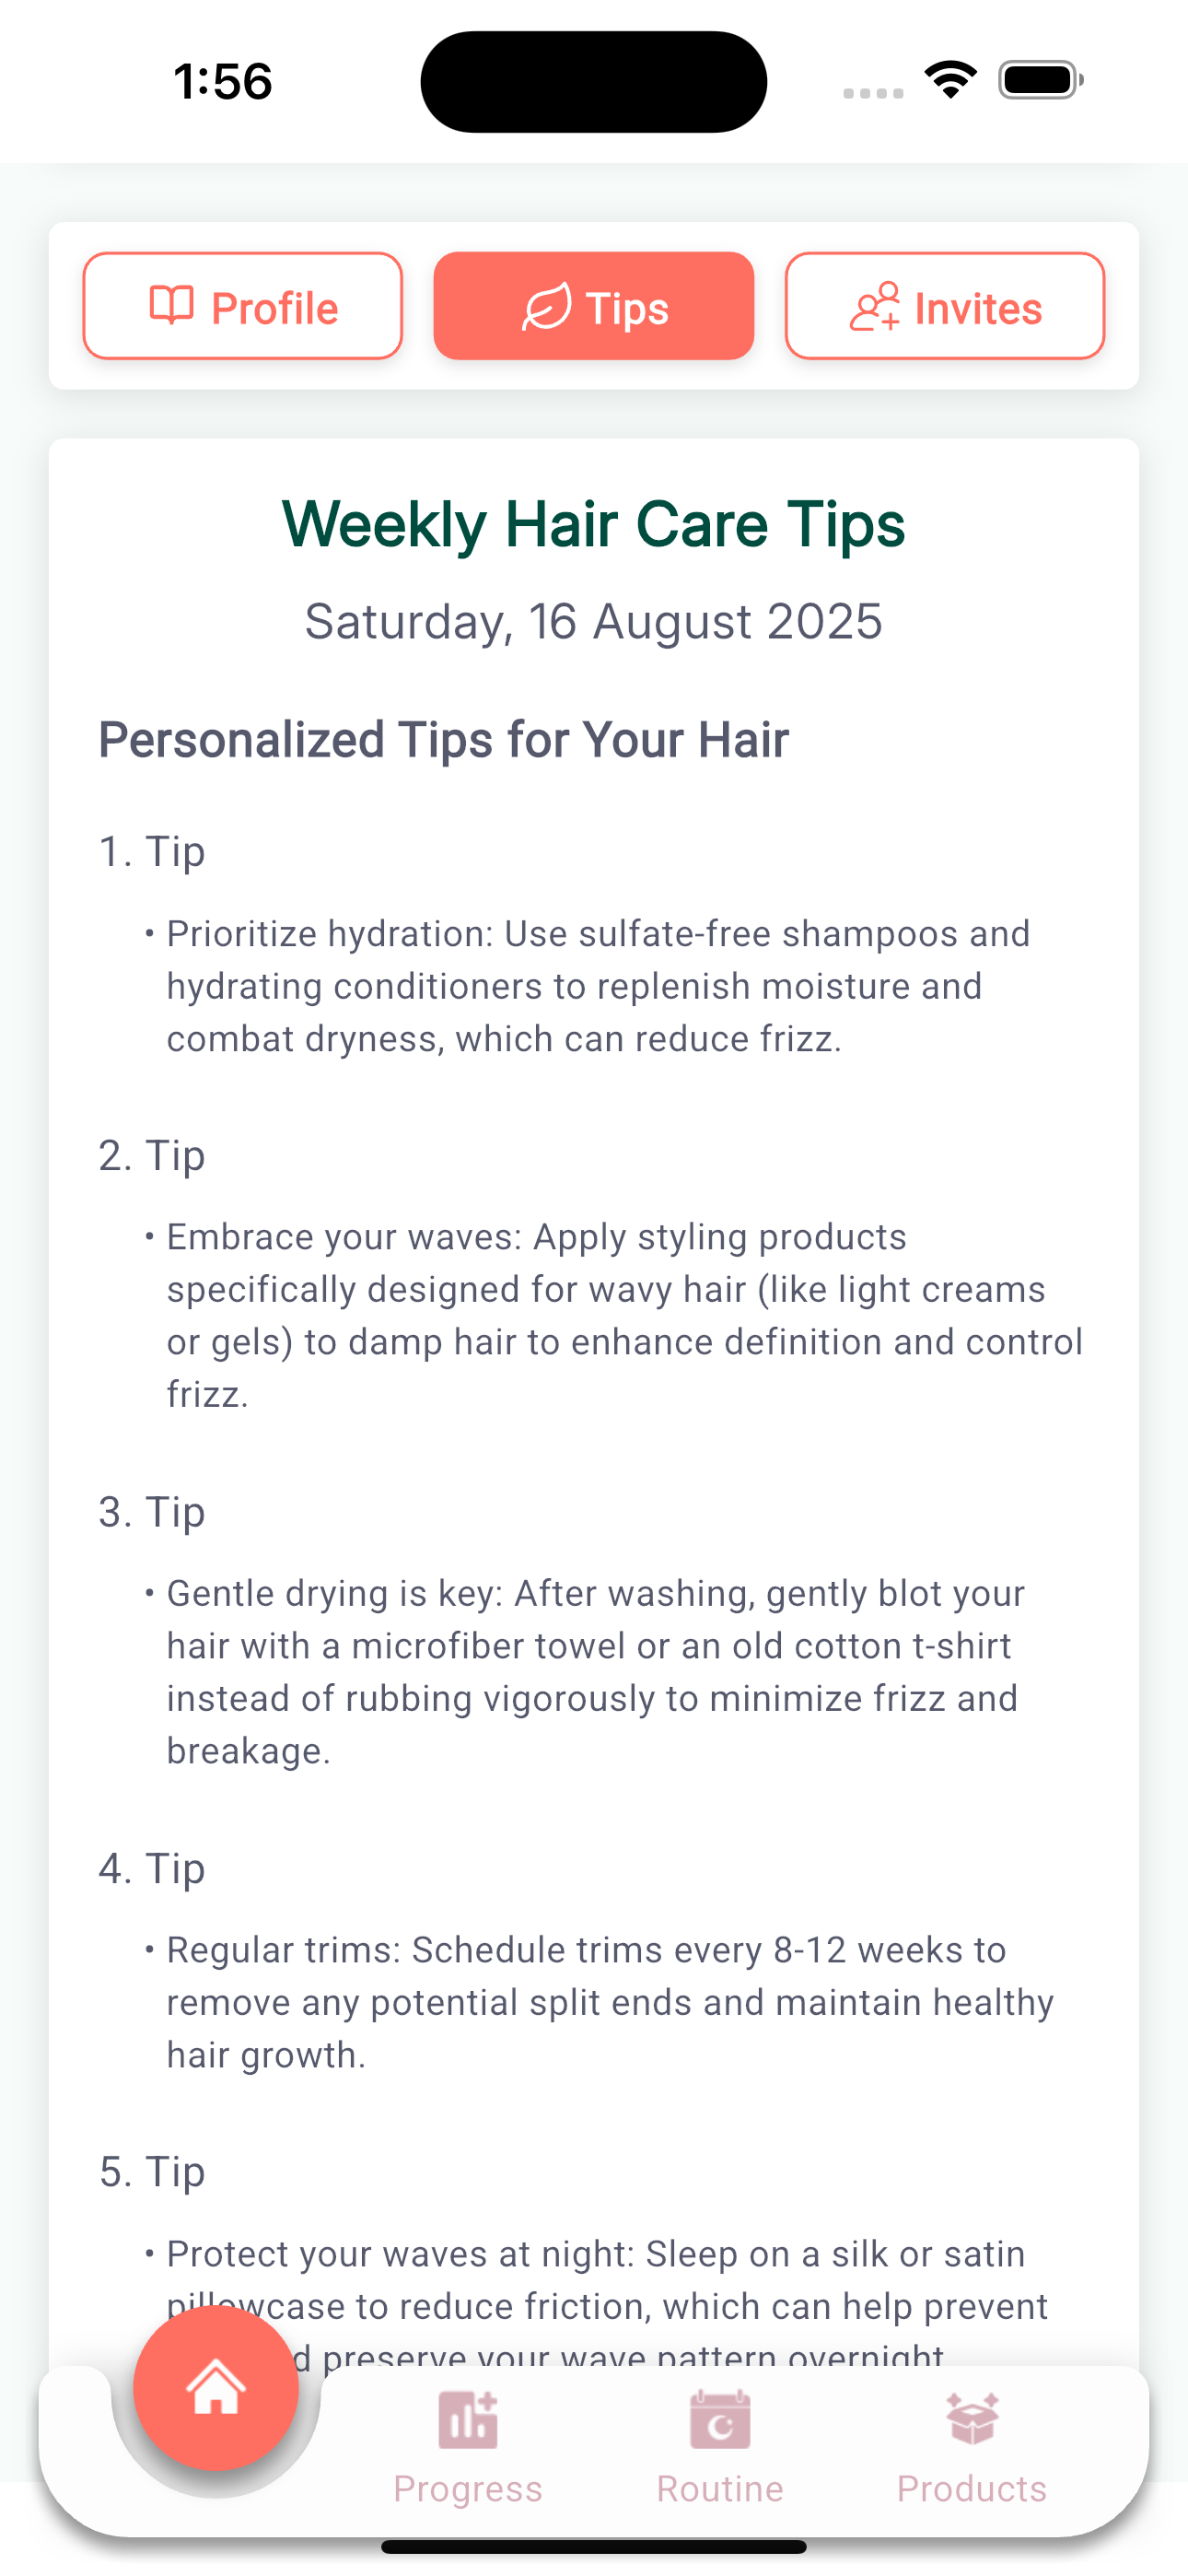 1:56
Profile
Tips
Invites
Weekly Hair Care Tips
Saturday, 16 August 2025
Personalized Tips for Your Hair
1. Tip
• Prioritize hydration: Use sulfate-free shampoos and
hydrating conditioners to replenish moisture and
combat dryness, which can reduce frizz.
2. Tip
• Embrace your waves: Apply styling products
specifically designed for wavy hair (like light creams
or gels) to damp hair to enhance definition and control
frizz.
3. Tip
• Gentle drying is key: After washing, gently blot your
hair with a microfiber towel or an old cotton t-shirt
instead of rubbing vigorously to minimize frizz and
breakage.
4. Tip
• Regular trims: Schedule trims every 8-12 weeks to
remove any potential split ends and maintain healthy
hair growth.
5. Tip
• Protect your waves at night: Sleep on a silk or satin
pillowcase to reduce friction, which can help prevent
preserve your wave pattern overnight
Progress
Routine
Products